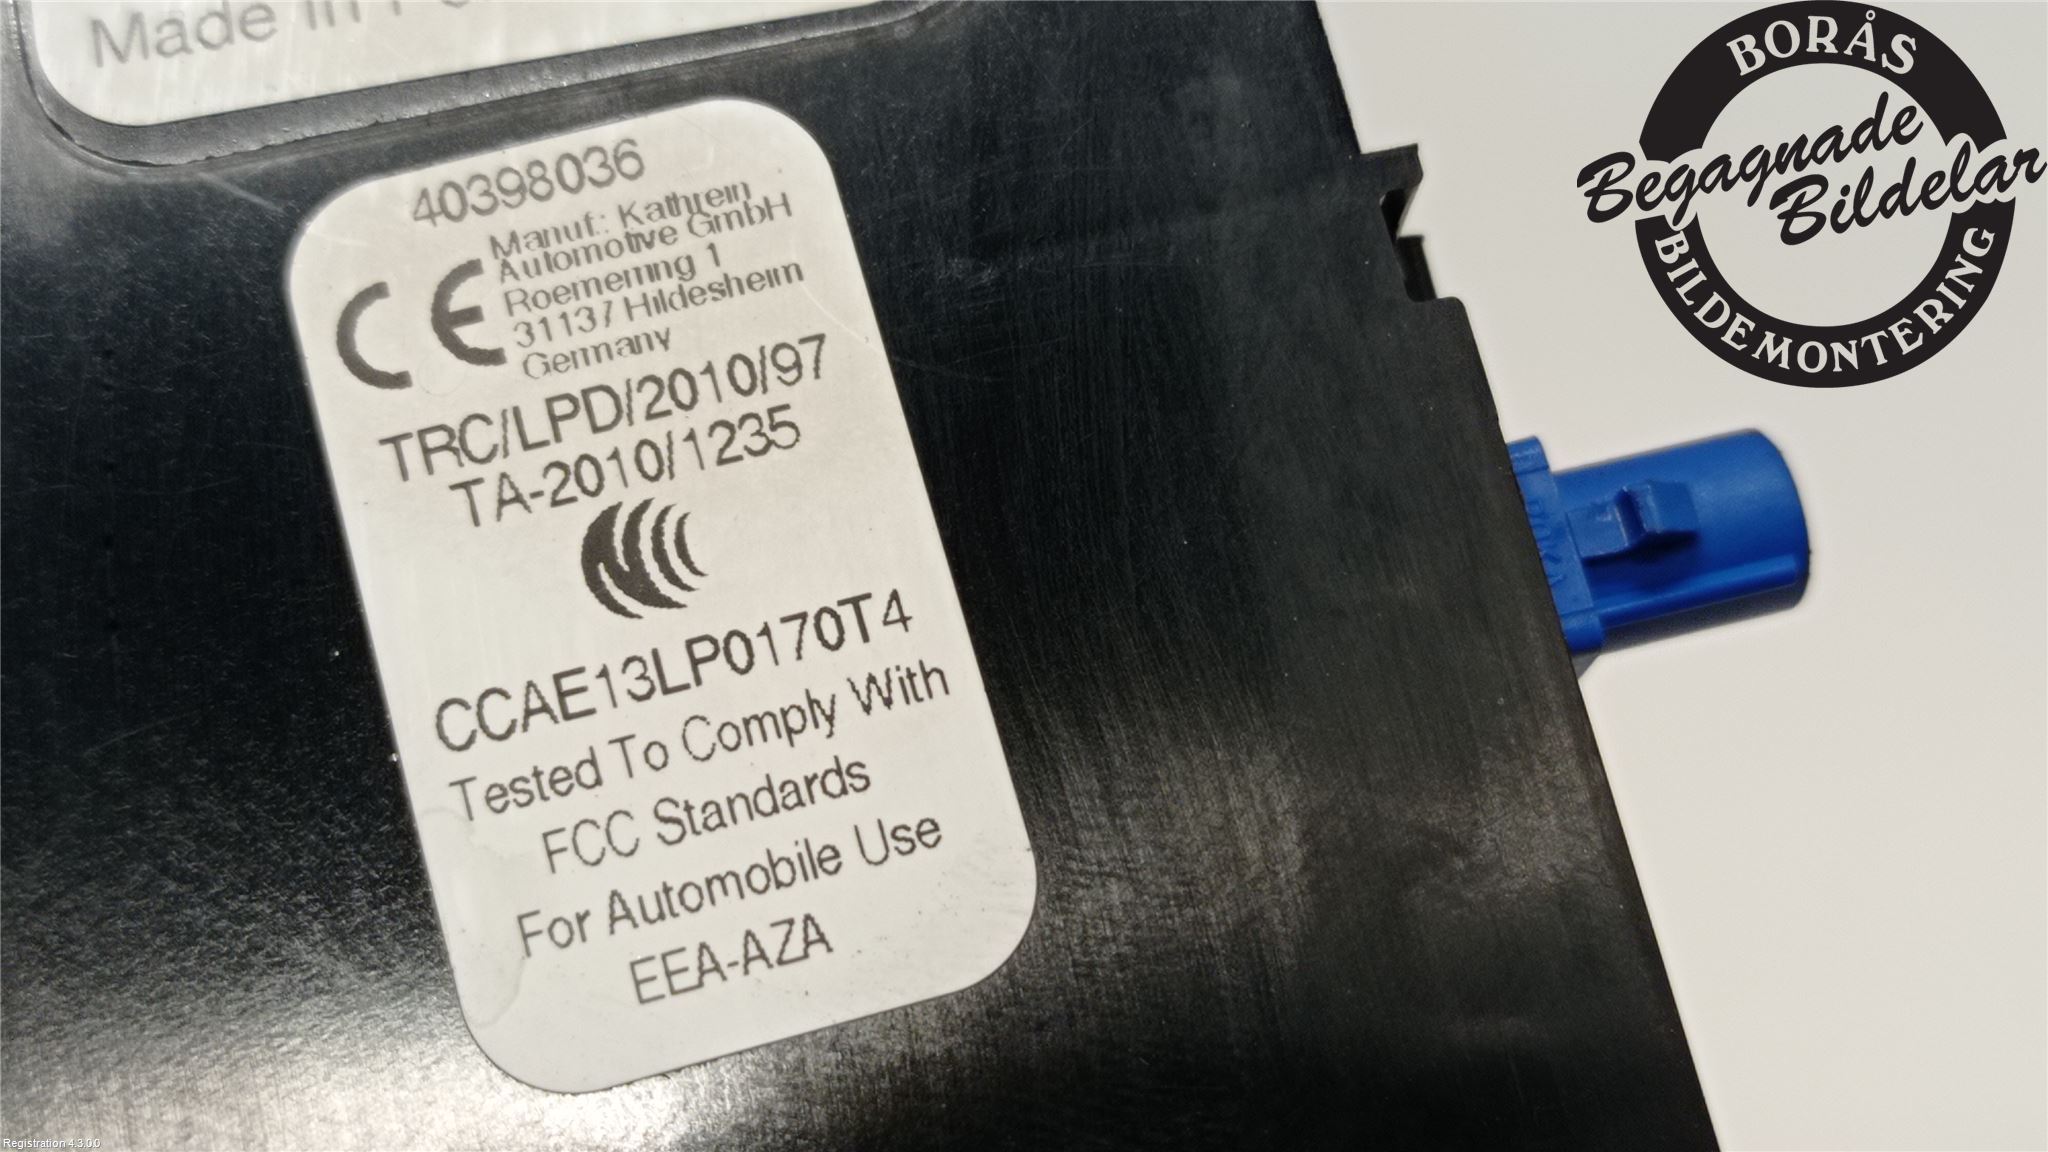 Made in
40398036
Manuf.: Kathrein
Automotive GmbH
Roemerring 1
31137 Hildesheim
Germany
CE
TRC/LPD/2010/97
TA-2010/1235
CCAE13LP0170T4
Tested To Comply With
FCC Standards
For Automobile Use
EEA-AZA
BORÅS
Begagnade
Bildelar
BILDEMONTERING
Registration 4.3.0.0